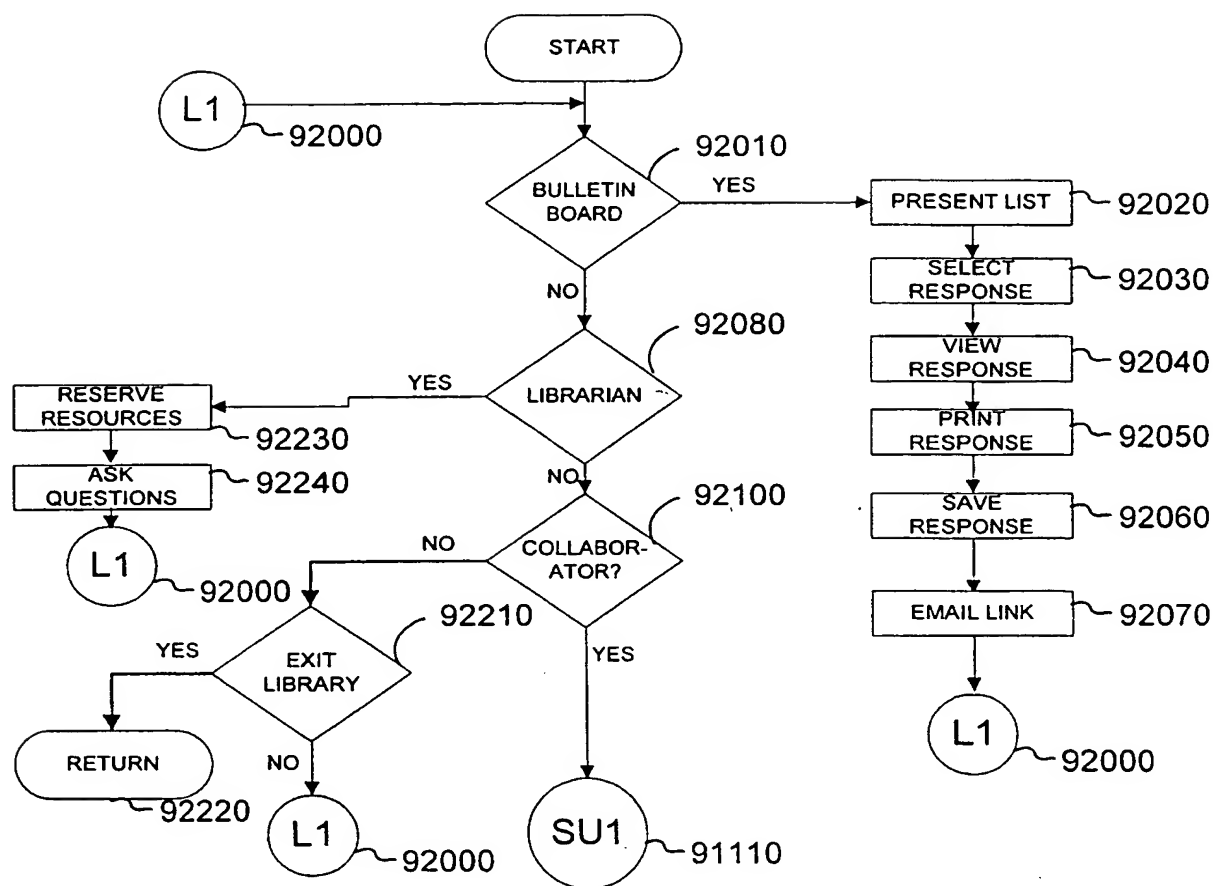 START
L1
92000
BULLETIN
BOARD
92010
YES
PRESENT LIST
92020
SELECT
RESPONSE
92030
NO
LIBRARIAN
92080
VIEW
RESPONSE
92040
YES
RESERVE
RESOURCES
92230
PRINT
RESPONSE
92050
ASK
QUESTIONS
92240
NO
92100
SAVE
RESPONSE
92060
L1
92000
NO
COLLABOR-
ATOR?
EMAIL LINK
92070
YES
EXIT
LIBRARY
92210
YES
L1
92000
RETURN
92220
NO
L1
92000
SU1
91110